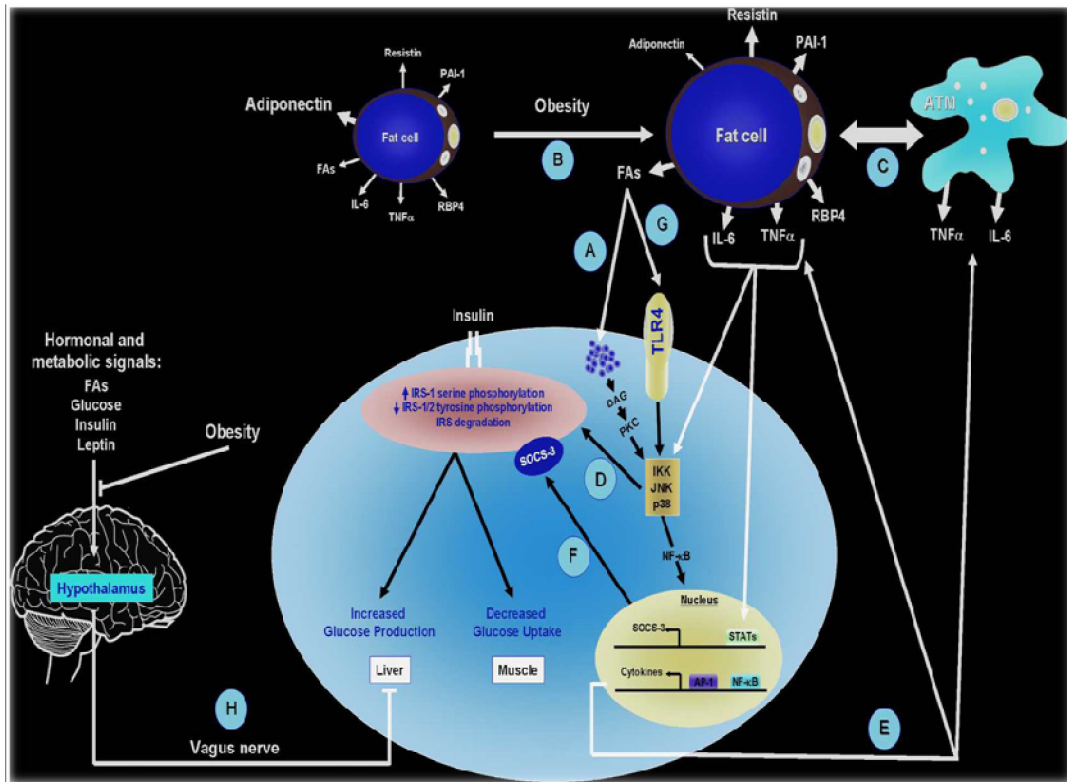 Resistin
Adiponectin
PAI-1
Resistin
PAI-1
Adiponectin
Fat cell
FAs
IL-6
TNFα
RBP4
Obesity
B
Fat cell
FAs
IL-6
TNFα
RBP4
C
ATM
TNFα
IL-6
A
G
TLR4
Insulin
↑ IRS-1 serine phosphorylation
↓ IRS-1/2 tyrosine phosphorylation
IRS degradation
SOCS-3
DAG
PKC
D
IKK
JNK
p38
F
NF-κB
Nucleus
SOCS-3
STATs
Cytokines
AP-1
NF-κB
E
Increased
Glucose Production
Decreased
Glucose Uptake
Liver
Muscle
Hormonal and
metabolic signals:
FAs
Glucose
Insulin
Leptin
Obesity
Hypothalamus
H
Vagus nerve